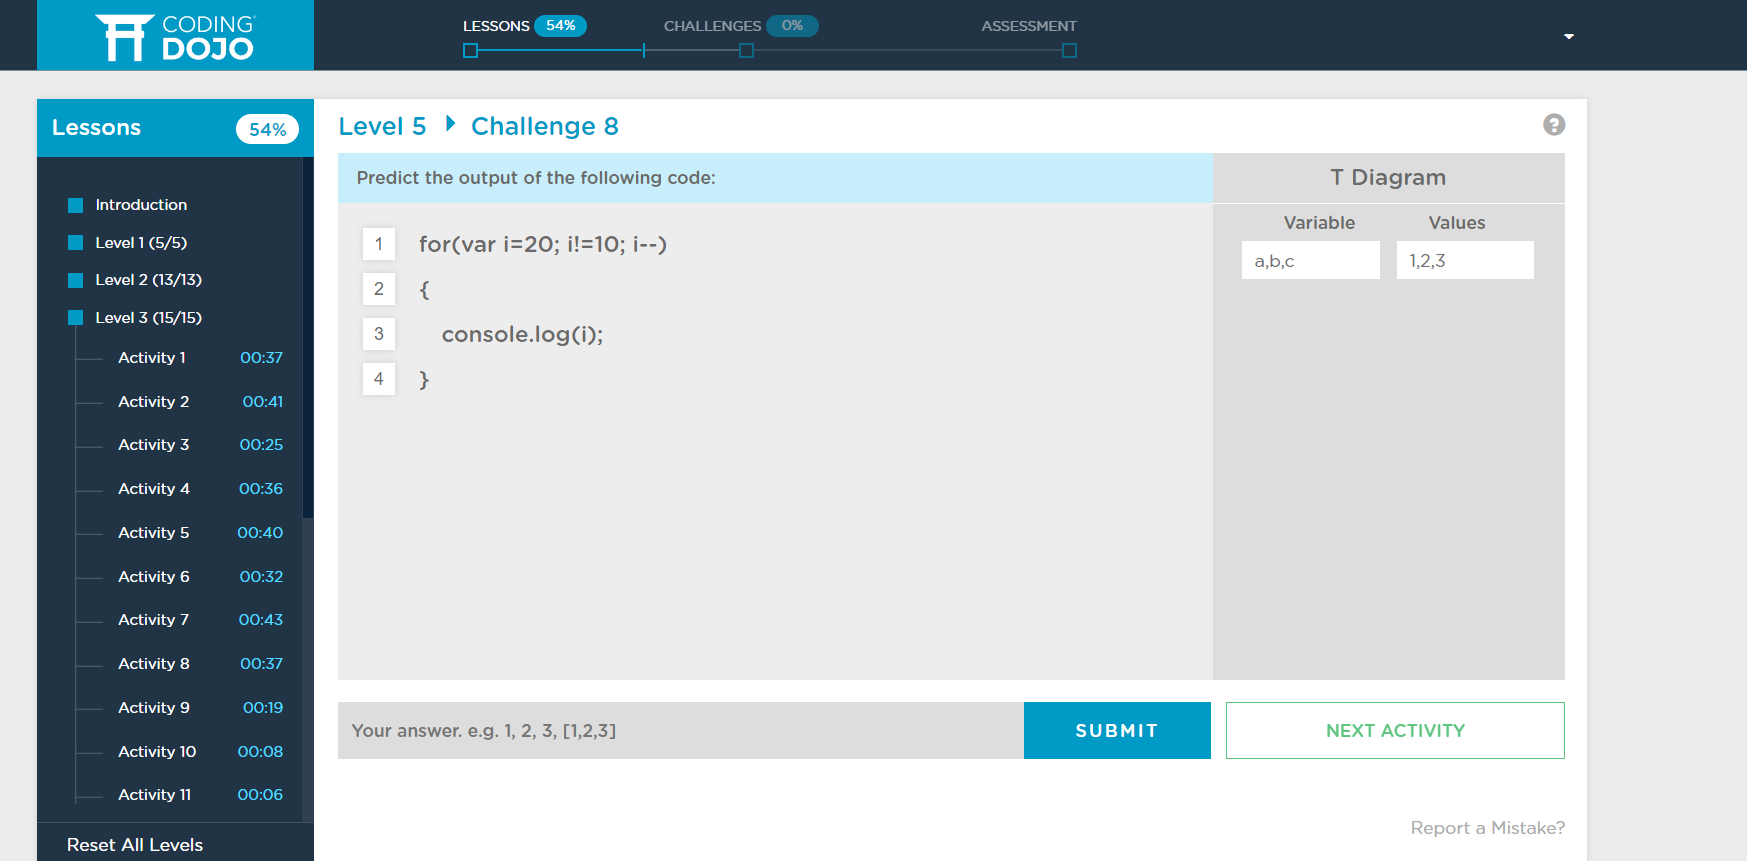 CODING
DOJO
LESSONS 54% CHALLENGES 0% ASSESSMENT
Lessons 54%
Introduction
Level 1 (5/5)
Level 2 (13/13)
Level 3 (15/15)
Activity 1 00:37
Activity 2 00:41
Activity 3 00:25
Activity 4 00:36
Activity 5 00:40
Activity 6 00:32
Activity 7 00:43
Activity 8 00:37
Activity 9 00:19
Activity 10 00:08
Activity 11 00:06
Reset All Levels
Level 5 Challenge 8 ?
Predict the output of the following code:
1 for(var i=20; i!=10; i--)
2 {
3 console.log(i);
4 }
T Diagram
Variable Values
a,b,c 1,2,3
Your answer. e.g. 1, 2, 3, [1,2,3] SUBMIT NEXT ACTIVITY
Report a Mistake?